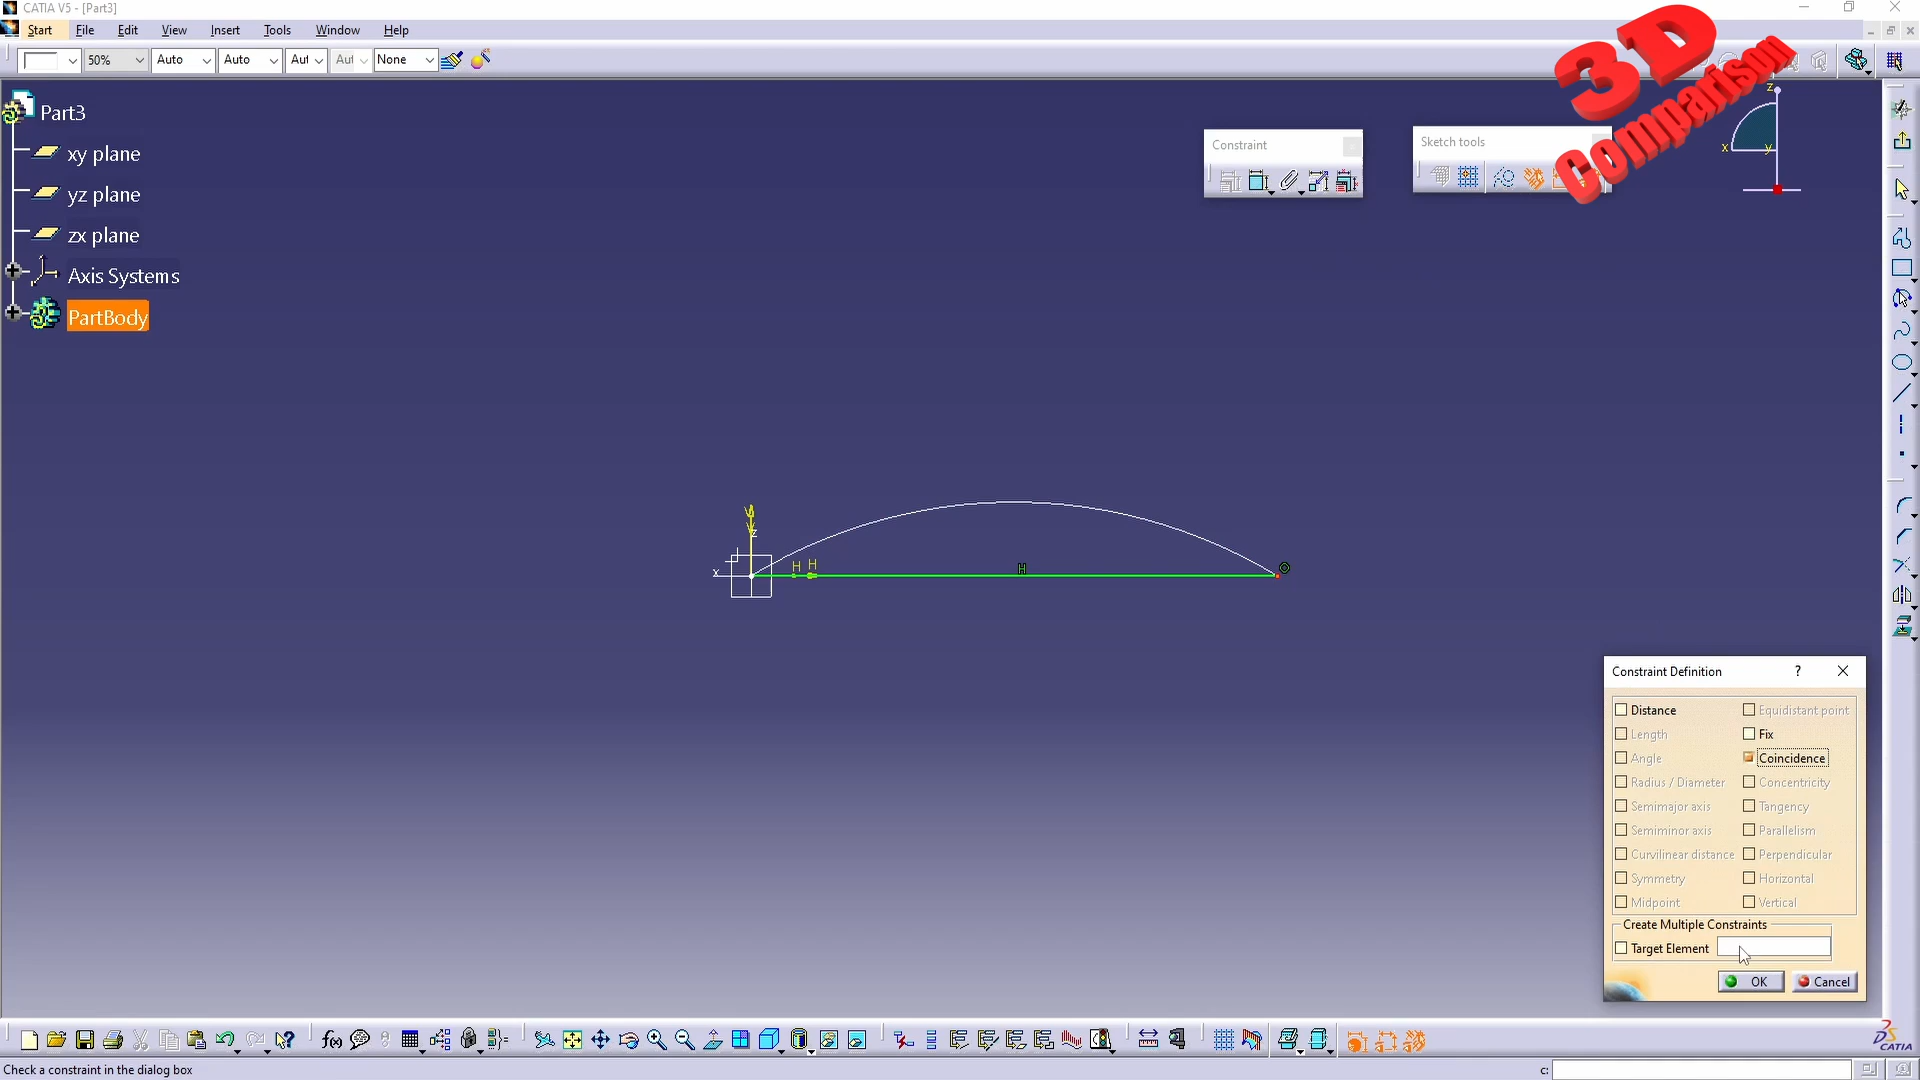 CATIA V5 - [Part3]
Start File Edit View Insert Tools Window Help
50% Auto Auto Aut Aut None
3D
Comparison
Part3
xy plane
yz plane
zx plane
Axis Systems
PartBody
Constraint
Sketch tools
z
x y
z
x H H H
Constraint Definition ?
Distance Equidistant point
Length Fix
Angle Coincidence
Radius / Diameter Concentricity
Semimajor axis Tangency
Semiminor axis Parallelism
Curvilinear distance Perpendicular
Symmetry Horizontal
Midpoint Vertical
Create Multiple Constraints
Target Element
OK Cancel
f(x)
CATIA
Check a constraint in the dialog box c: